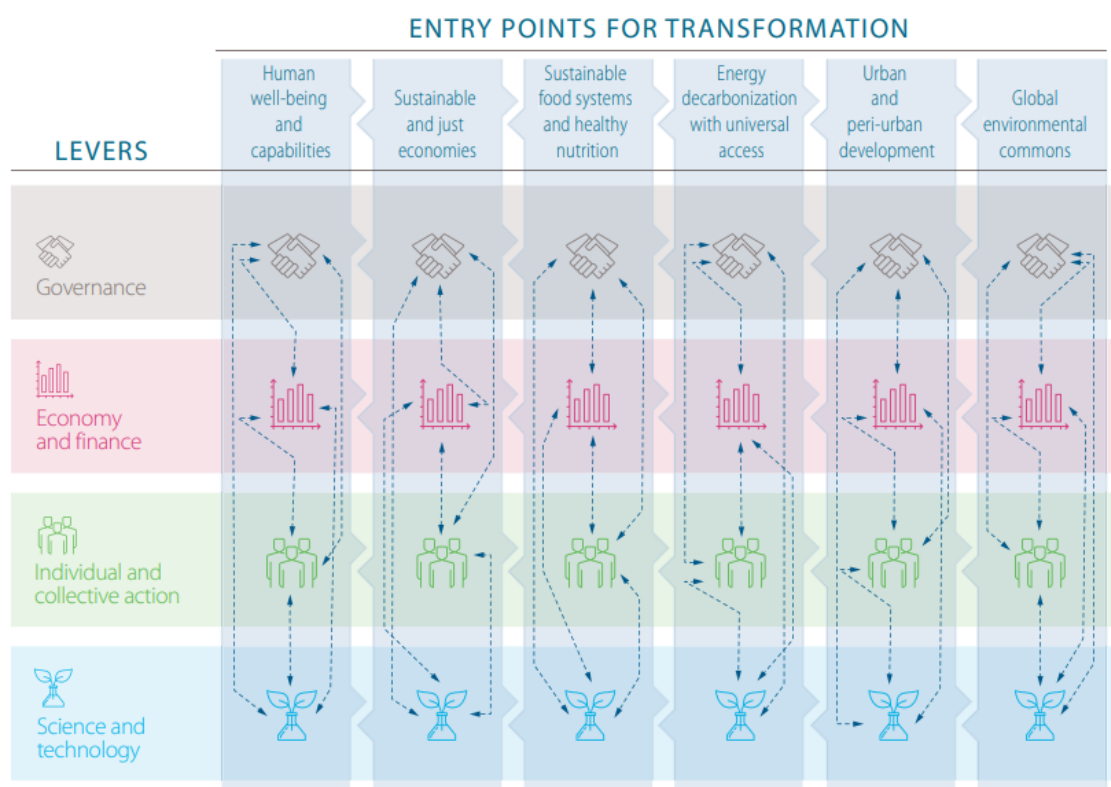 ENTRY POINTS FOR TRANSFORMATION
LEVERS
Human
well-being
and
capabilities
Sustainable
and just
economies
Sustainable
food systems
and healthy
nutrition
Energy
decarbonization
with universal
access
Urban
and
peri-urban
development
Global
environmental
commons
Governance
Economy
and finance
Individual and
collective action
Science and
technology